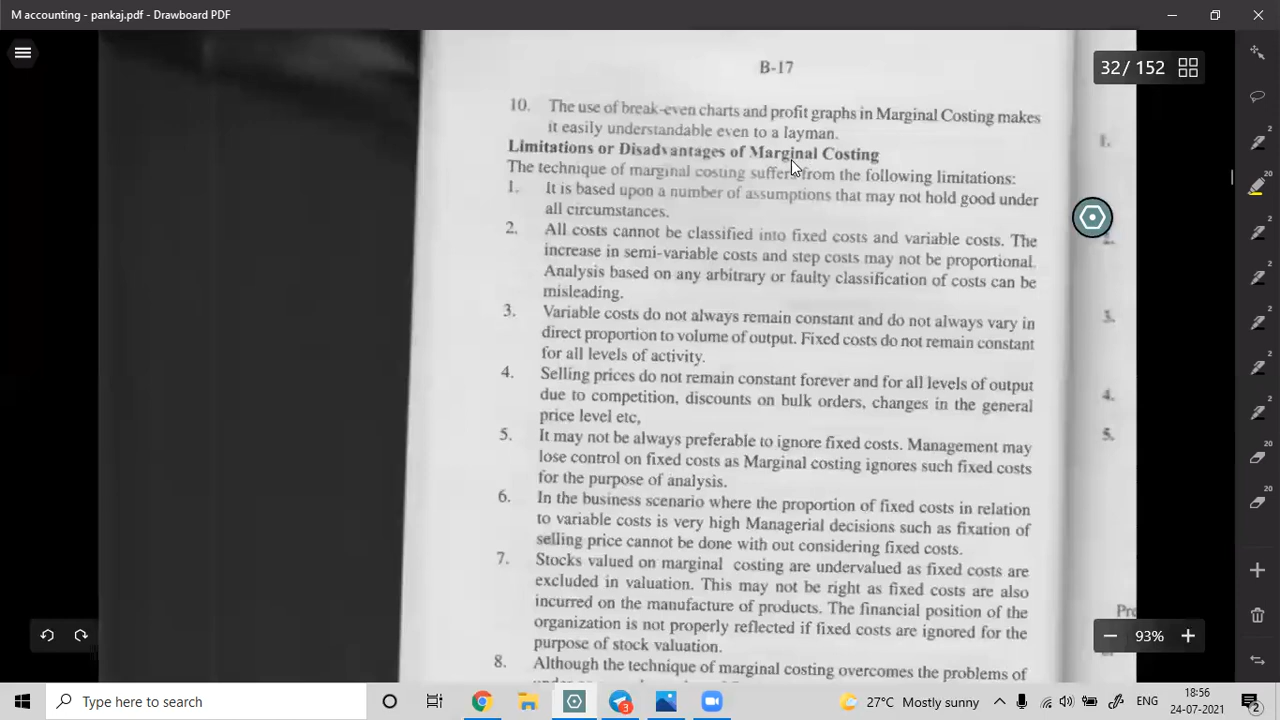 M accounting - pankaj.pdf - Drawboard PDF
32/ 152
B-17
10. The use of break-even charts and profit graphs in Marginal Costing makes
it easily understandable even to a layman.
Limitations or Disadvantages of Marginal Costing
The technique of marginal costing suffers from the following limitations:
1. It is based upon a number of assumptions that may not hold good under
all circumstances.
2. All costs cannot be classified into fixed costs and variable costs. The
increase in semi-variable costs and step costs may not be proportional.
Analysis based on any arbitrary or faulty classification of costs can be
misleading.
3. Variable costs do not always remain constant and do not always vary in
direct proportion to volume of output. Fixed costs do not remain constant
for all levels of activity.
4. Selling prices do not remain constant forever and for all levels of output
due to competition, discounts on bulk orders, changes in the general
price level etc,
5. It may not be always preferable to ignore fixed costs. Management may
lose control on fixed costs as Marginal costing ignores such fixed costs
for the purpose of analysis.
6. In the business scenario where the proportion of fixed costs in relation
to variable costs is very high Managerial decisions such as fixation of
selling price cannot be done with out considering fixed costs.
7. Stocks valued on marginal costing are undervalued as fixed costs are
excluded in valuation. This may not be right as fixed costs are also
incurred on the manufacture of products. The financial position of the
organization is not properly reflected if fixed costs are ignored for the
purpose of stock valuation.
8. Although the technique of marginal costing overcomes the problems of
1.
3.
4.
5.
20
20
20
93%
Type here to search
3
27°C Mostly sunny
ENG
18:56
24-07-2021
2